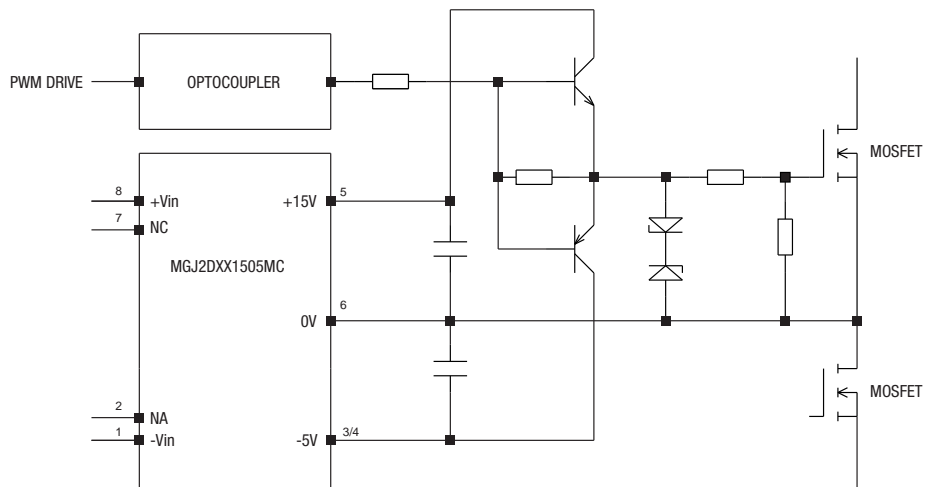 PWM DRIVE
OPTOCOUPLER
MOSFET
8
+Vin
+15V
5
7
NC
MGJ2DXX1505MC
6
0V
MOSFET
2
NA
1
-Vin
-5V
3/4